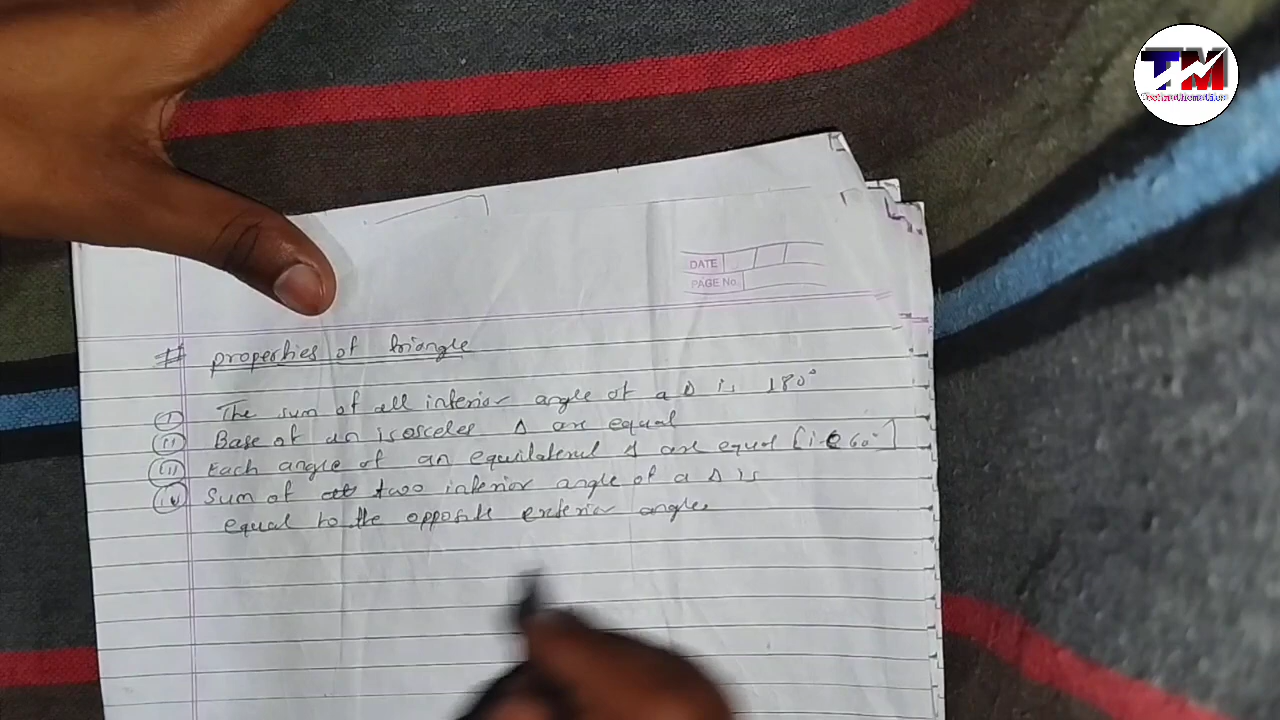 TM
DATE
PAGE No.
# properties of triangle
(i) The sum of all interior angle of a Δ is 180°
(ii) Base of an isosceles Δ are equal
(iii) Each angle of an equilateral Δ are equal [i.e 60°]
(iv) Sum of two interior angle of a Δ is
equal to the opposite exterior angle.